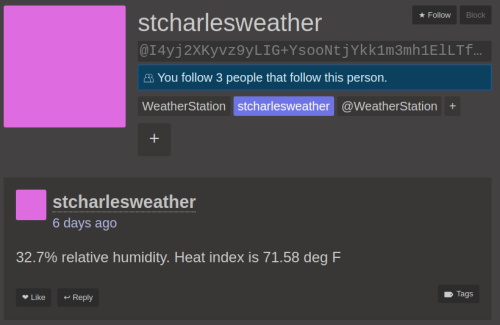 stcharlesweather
★ Follow
Block
@I4yj2XKyvz9yLIG+YsooNtjYkk1m3mh1ElLTf…
You follow 3 people that follow this person.
WeatherStation stcharlesweather @WeatherStation +
+
stcharlesweather
6 days ago
32.7% relative humidity. Heat index is 71.58 deg F
❤ Like ↩ Reply
Tags